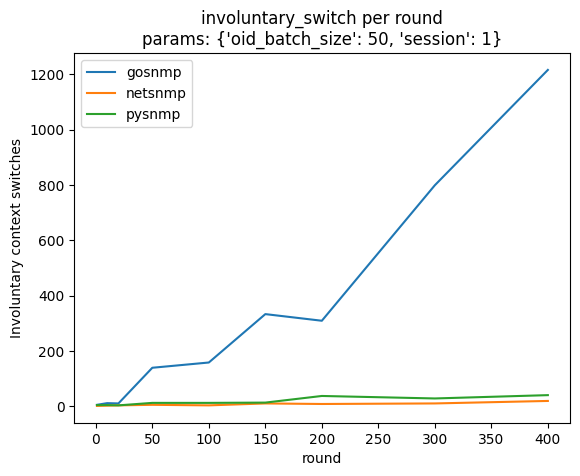 involuntary_switch per round
params: {'oid_batch_size': 50, 'session': 1}
gosnmp
netsnmp
pysnmp
Involuntary context switches
1200
1000
800
600
400
200
0
0 50 100 150 200 250 300 350 400
round